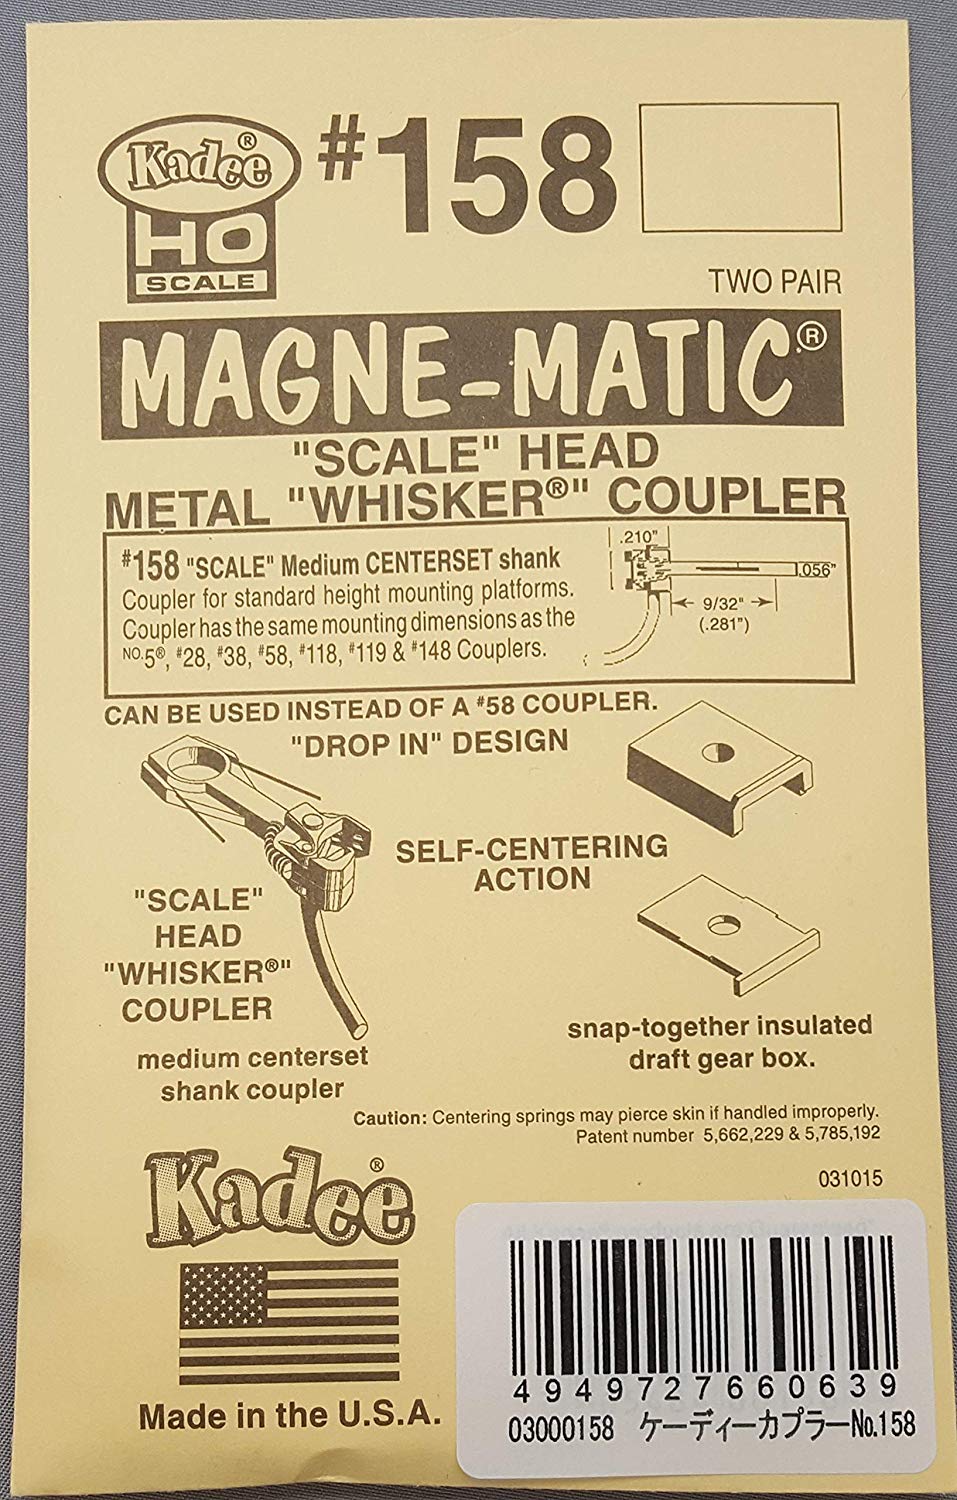 Kadee®
HO
SCALE
#158
TWO PAIR
MAGNE-MATIC®
"SCALE" HEAD
METAL "WHISKER®" COUPLER
#158 "SCALE" Medium CENTERSET shank
Coupler for standard height mounting platforms.
Coupler has the same mounting dimensions as the
NO.5®, #28, #38, #58, #118, #119 & #148 Couplers.
.210"
.056"
9/32"
(.281")
CAN BE USED INSTEAD OF A #58 COUPLER.
"DROP IN" DESIGN
SELF-CENTERING
ACTION
"SCALE"
HEAD
"WHISKER®"
COUPLER
medium centerset
shank coupler
snap-together insulated
draft gear box.
Caution: Centering springs may pierce skin if handled improperly.
Patent number 5,662,229 & 5,785,192
031015
Kadee®
Made in the U.S.A.
4949727660639
03000158 ケーディーカプラーNo.158